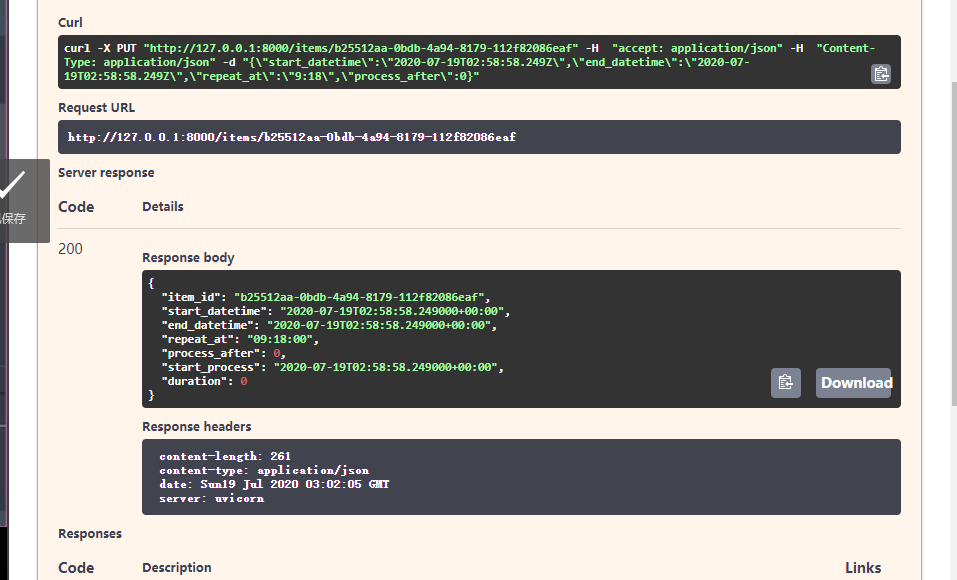 Curl
curl -X PUT "http://127.0.0.1:8000/items/b25512aa-0bdb-4a94-8179-112f82086eaf" -H  "accept: application/json" -H  "Content-
Type: application/json" -d "{\"start_datetime\":\"2020-07-19T02:58:58.249Z\",\"end_datetime\":\"2020-07-
19T02:58:58.249Z\",\"repeat_at\":\"9:18\",\"process_after\":0}"
Request URL
http://127.0.0.1:8000/items/b25512aa-0bdb-4a94-8179-112f82086eaf
Server response
保存
Code Details
200
Response body
{
"item_id": "b25512aa-0bdb-4a94-8179-112f82086eaf",
"start_datetime": "2020-07-19T02:58:58.249000+00:00",
"end_datetime": "2020-07-19T02:58:58.249000+00:00",
"repeat_at": "09:18:00",
"process_after": 0,
"start_process": "2020-07-19T02:58:58.249000+00:00",
"duration": 0
}
Download
Response headers
content-length: 261
content-type: application/json
date: Sun19 Jul 2020 03:02:05 GMT
server: uvicorn
Responses
Code Description Links